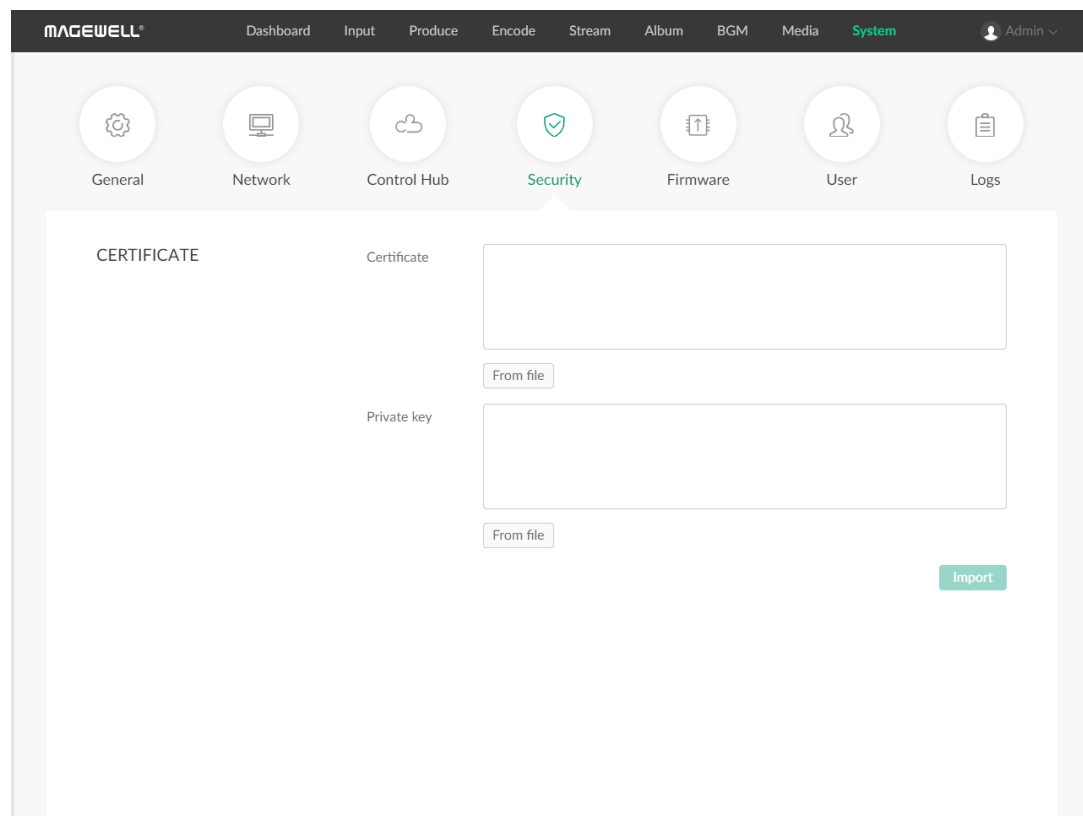 MAGEWELL® Dashboard Input Produce Encode Stream Album BGM Media System Admin
General Network Control Hub Security Firmware User Logs
CERTIFICATE Certificate
From file
Private key
From file
Import